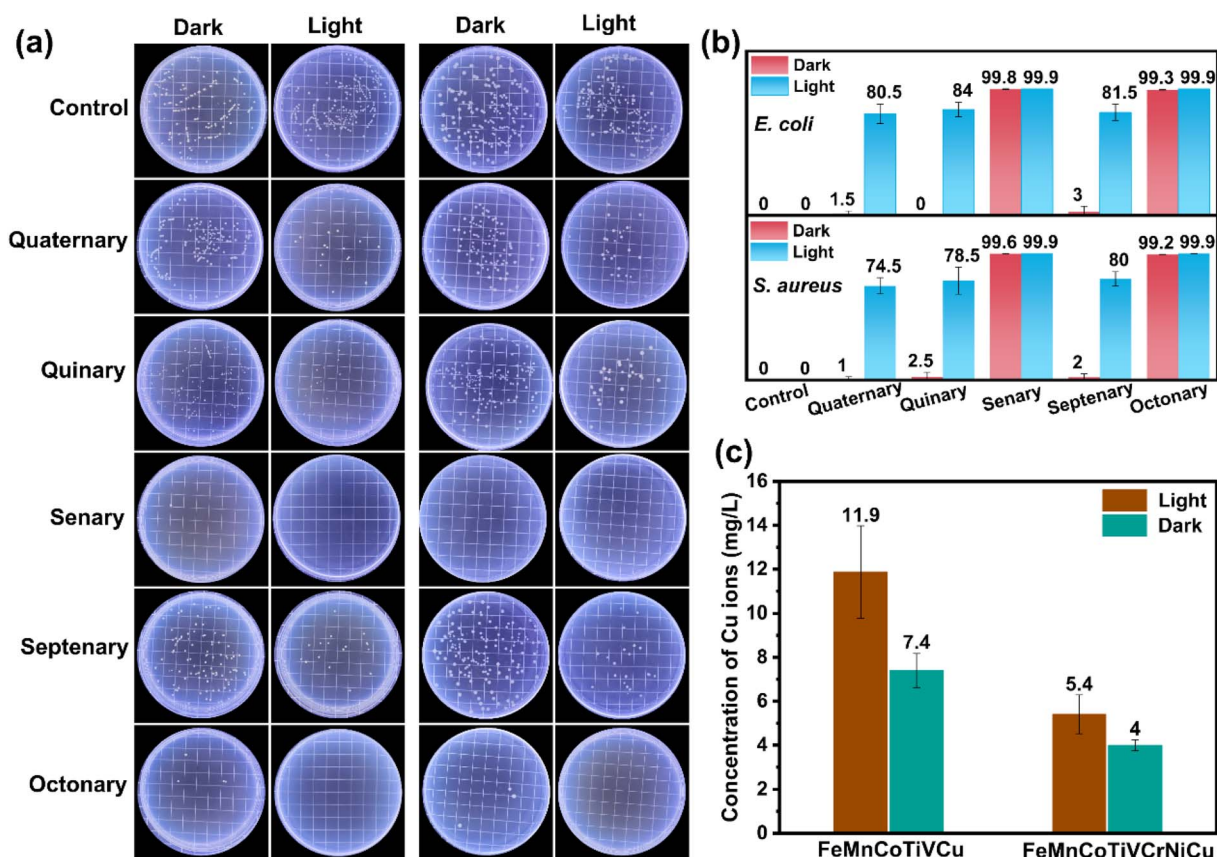 (a)
Dark Light Dark Light
Control
Quaternary
Quinary
Senary
Septenary
Octonary
(b)
Dark
Light
E. coli
0 0 1.5 80.5 0 84 99.8 99.9 3 81.5 99.3 99.9
Dark
Light
S. aureus
0 0 1 74.5 2.5 78.5 99.6 99.9 2 80 99.2 99.9
Control Quaternary Quinary Senary Septenary Octonary
(c)
Concentration of Cu ions (mg/L)
16
14
12
10
8
6
4
2
0
Light
Dark
11.9
7.4
5.4
4
FeMnCoTiVCu FeMnCoTiVCrNiCu